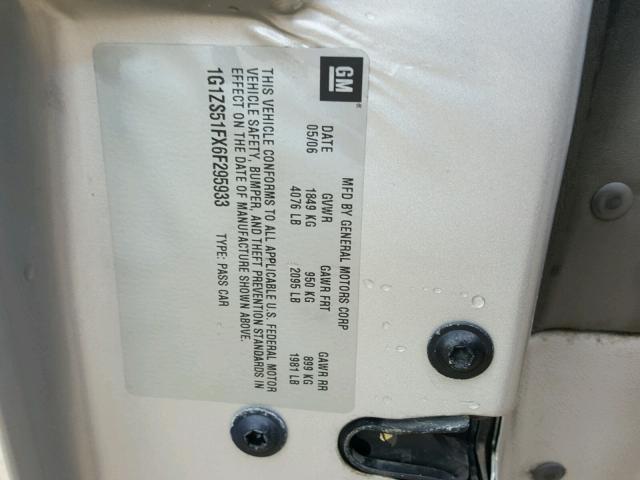 GM
MFD BY GENERAL MOTORS CORP
DATE GVWR GAWR FRT GAWR RR
05/06 1849 KG 950 KG 899 KG
4076 LB 2095 LB 1981 LB
THIS VEHICLE CONFORMS TO ALL APPLICABLE U.S. FEDERAL MOTOR
VEHICLE SAFETY, BUMPER, AND THEFT PREVENTION STANDARDS IN
EFFECT ON THE DATE OF MANUFACTURE SHOWN ABOVE.
1G1ZS51FX6F295933 TYPE: PASS CAR